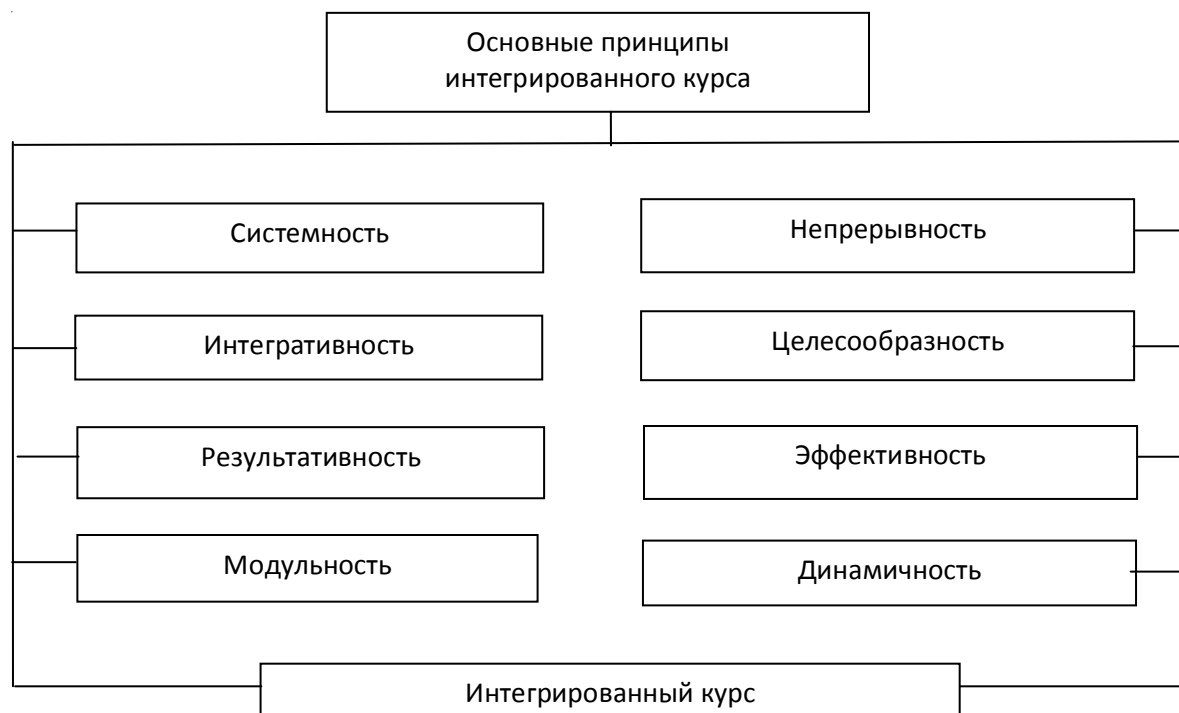 Основные принципы
интегрированного курса
Системность
Непрерывность
Интегративность
Целесообразность
Результативность
Эффективность
Модульность
Динамичность
Интегрированный курс